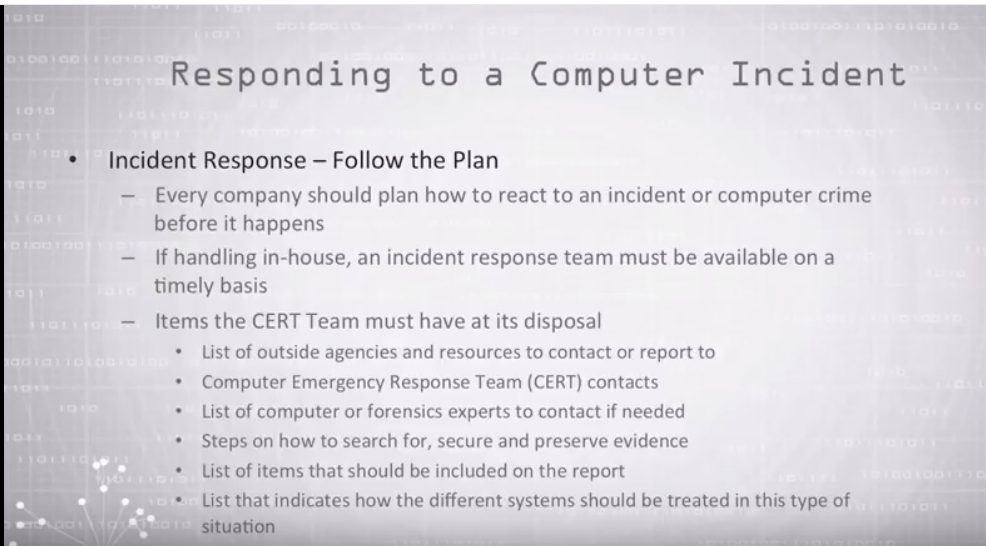 Responding to a Computer Incident
• Incident Response – Follow the Plan
– Every company should plan how to react to an incident or computer crime
before it happens
– If handling in-house, an incident response team must be available on a
timely basis
– Items the CERT Team must have at its disposal
• List of outside agencies and resources to contact or report to
• Computer Emergency Response Team (CERT) contacts
• List of computer or forensics experts to contact if needed
• Steps on how to search for, secure and preserve evidence
• List of items that should be included on the report
• List that indicates how the different systems should be treated in this type of
situation